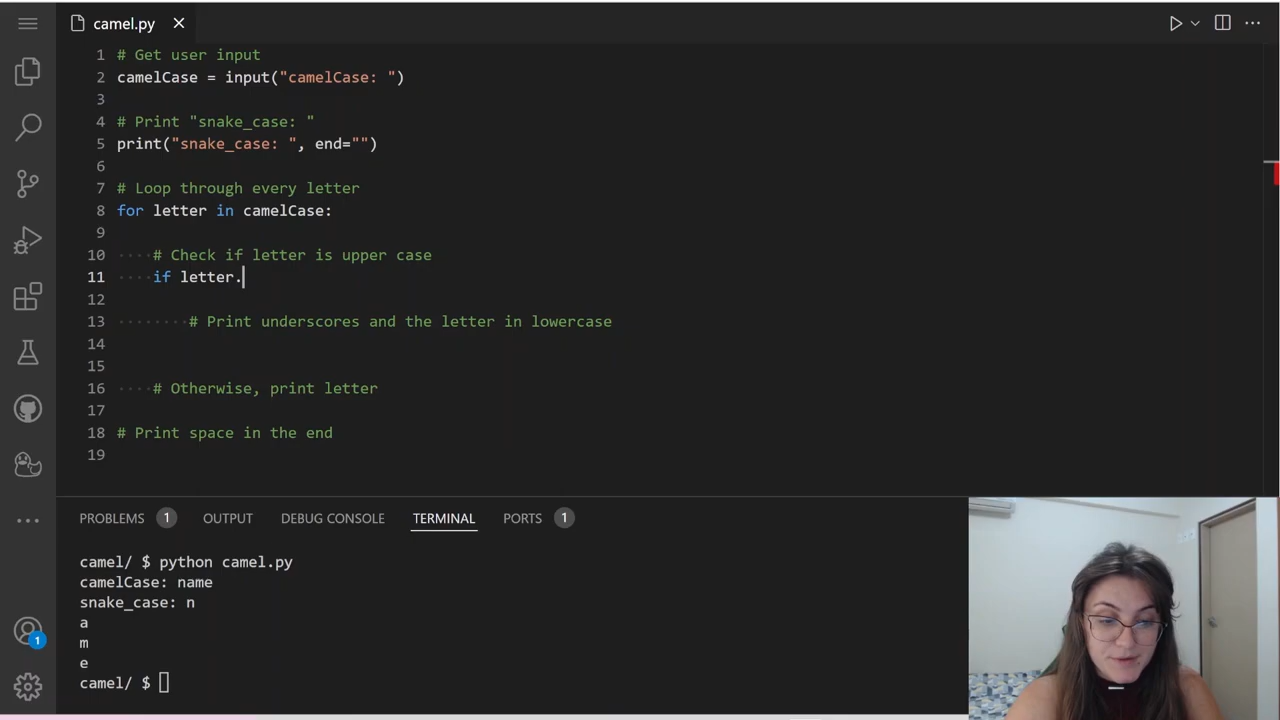 camel.py
1 # Get user input
2 camelCase = input("camelCase: ")
3
4 # Print "snake_case: "
5 print("snake_case: ", end="")
6
7 # Loop through every letter
8 for letter in camelCase:
9
10 # Check if letter is upper case
11 if letter.
12
13 # Print underscores and the letter in lowercase
14
15
16 # Otherwise, print letter
17
18 # Print space in the end
19
PROBLEMS 1 OUTPUT DEBUG CONSOLE TERMINAL PORTS 1
camel/ $ python camel.py
camelCase: name
snake_case: n
a
m
e
camel/ $
1